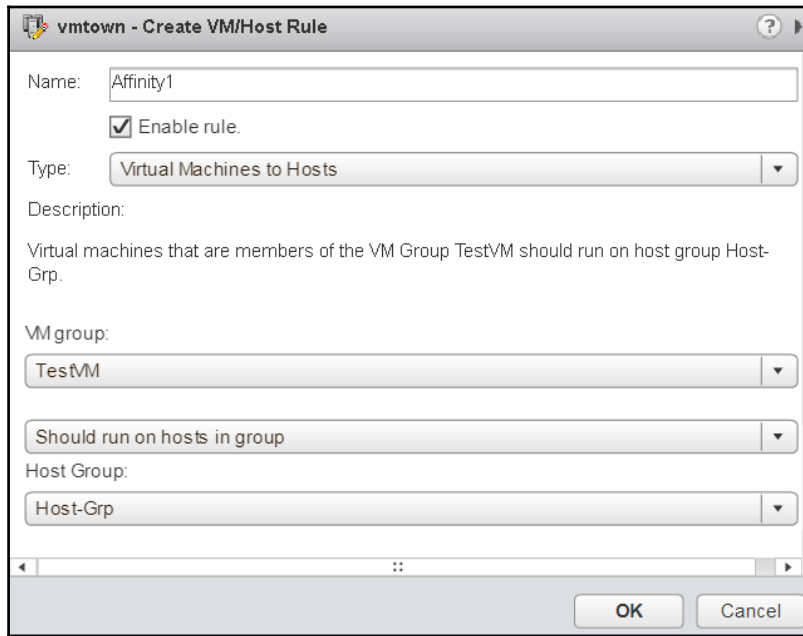 vmtown - Create VM/Host Rule ?
Name: Affinity1
Enable rule.
Type: Virtual Machines to Hosts
Description:
Virtual machines that are members of the VM Group TestVM should run on host group Host-
Grp.
VM group:
TestVM
Should run on hosts in group
Host Group:
Host-Grp
OK Cancel